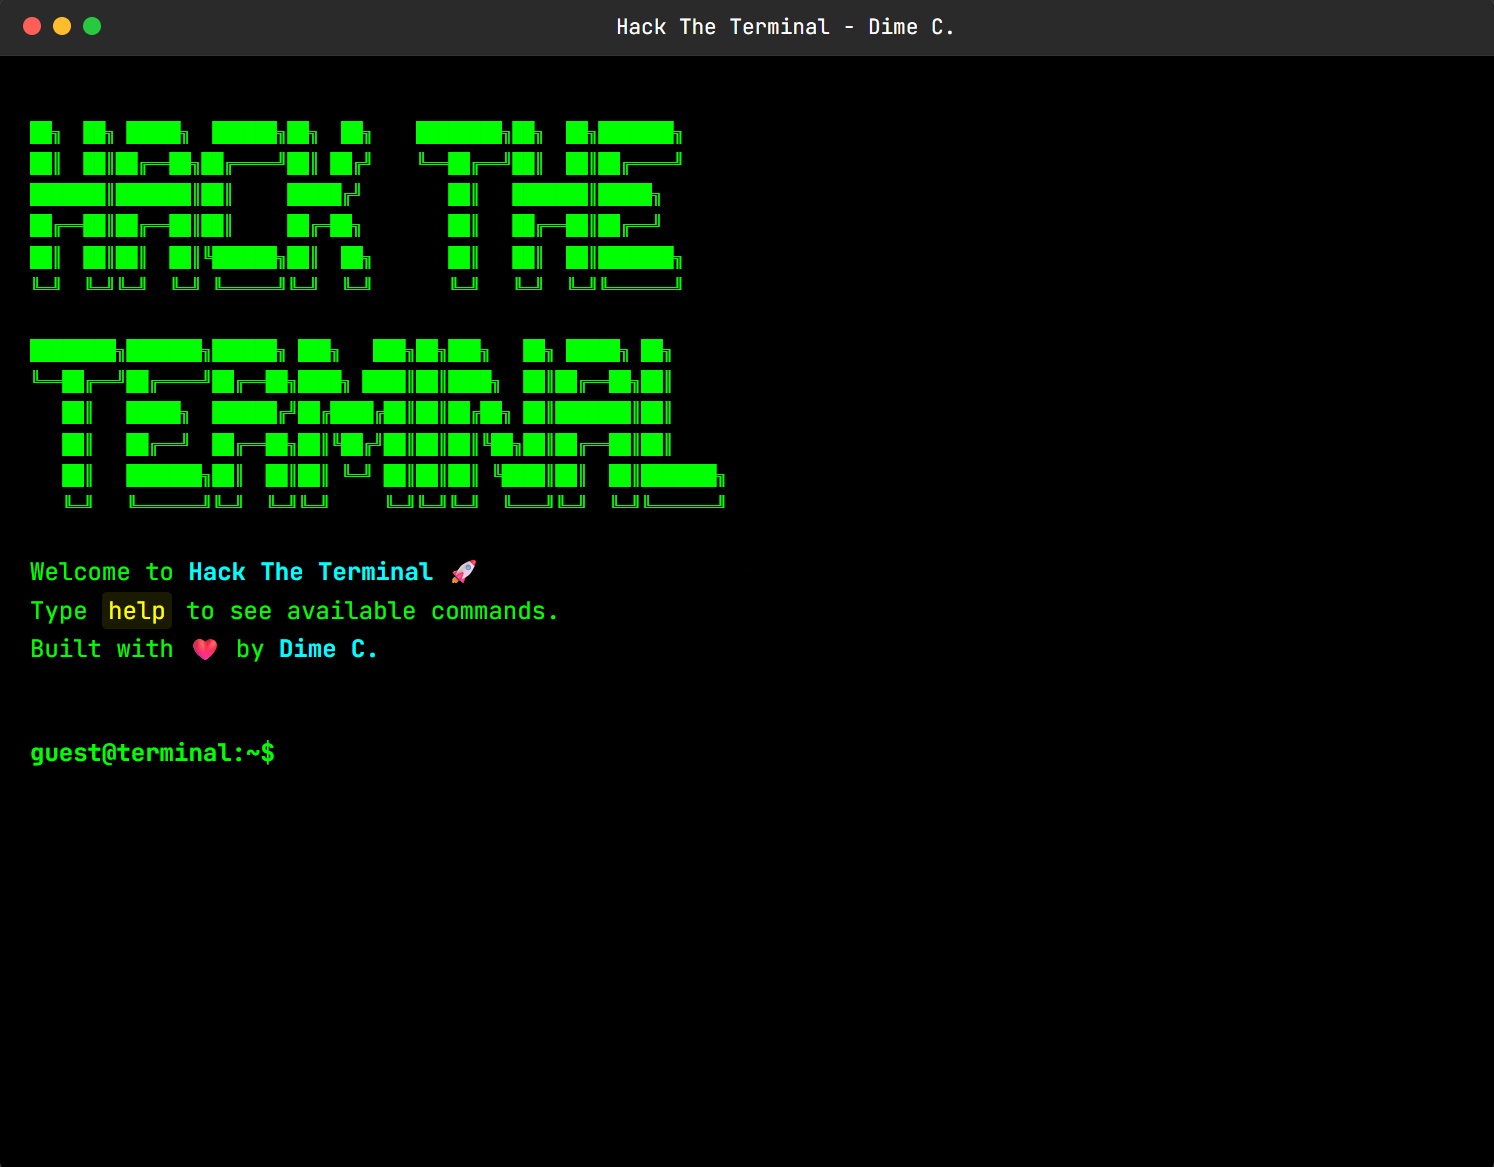 Hack The Terminal - Dime C.
HACK THE
TERMINAL
Welcome to Hack The Terminal 🚀
Type help to see available commands.
Built with ❤️ by Dime C.
guest@terminal:~$